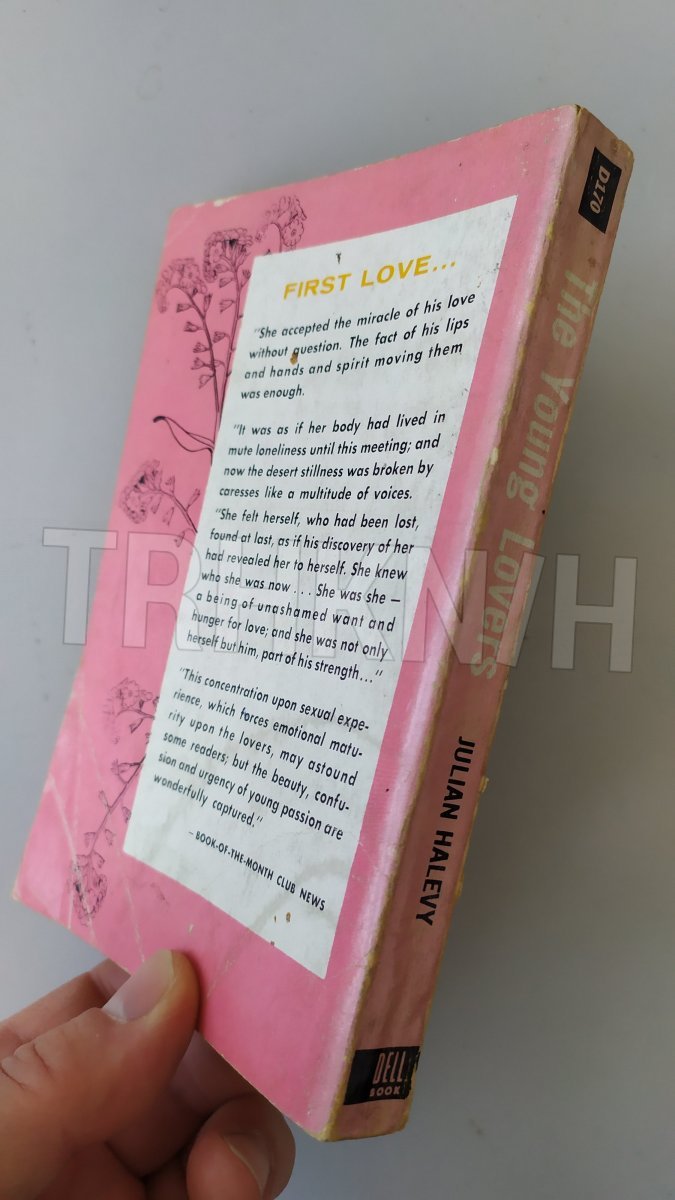 FIRST LOVE...
"She accepted the miracle of his love
without question. The fact of his lips
and hands and spirit moving them
was enough.
"It was as if her body had lived in
mute loneliness until this meeting; and
now the desert stillness was broken by
caresses like a multitude of voices.
"She felt herself, who had been lost,
found at last, as if his discovery of her
had revealed her to herself. She knew
who she was now . . . She was she —
a being of unashamed want and
hunger for love; and she was not only
herself but him, part of his strength..."
"This concentration upon sexual expe-
rience, which forces emotional matu-
rity upon the lovers, may astound
some readers; but the beauty, confu-
sion and urgency of young passion are
wonderfully captured."
— BOOK-OF-THE-MONTH CLUB NEWS
D170
The Young Lovers
JULIAN HALEVY
DELL
BOOK